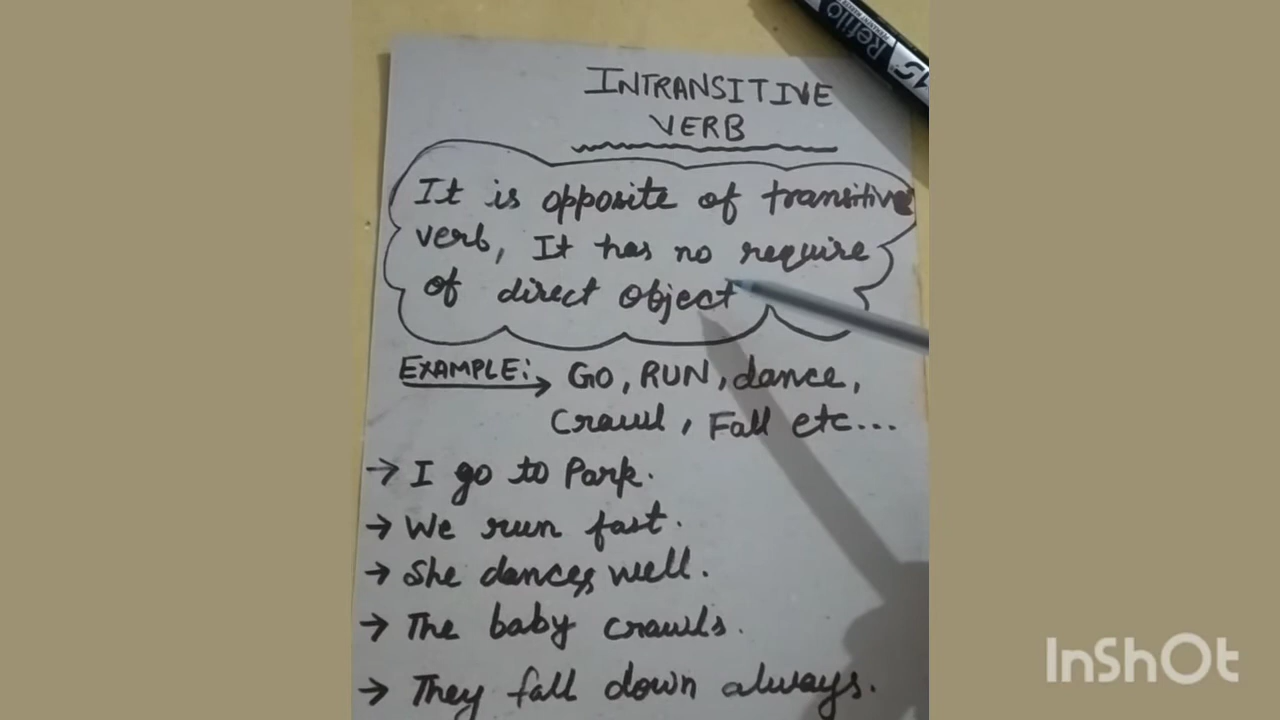 Refilo
15
INTRANSITIVE
VERB
It is opposite of transitive
verb, It has no require
of direct object
EXAMPLE: → GO, RUN, dance,
Crawl, Fall etc...
→ I go to Park.
→ We run fast.
→ She dances well.
→ The baby crawls.
→ They fall down always.
InShOt